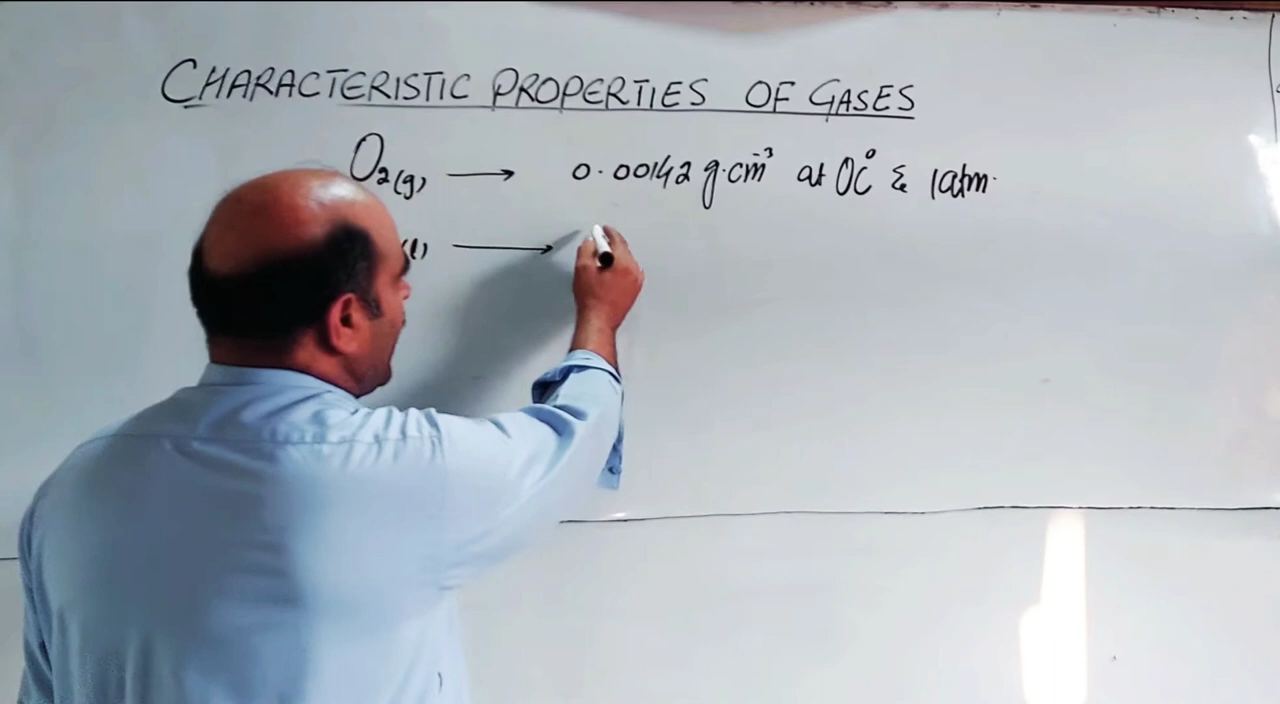 CHARACTERISTIC PROPERTIES OF GASES
O₂(g) → 0.00142 g.cm⁻³ at 0°C & 1atm.
(l) →